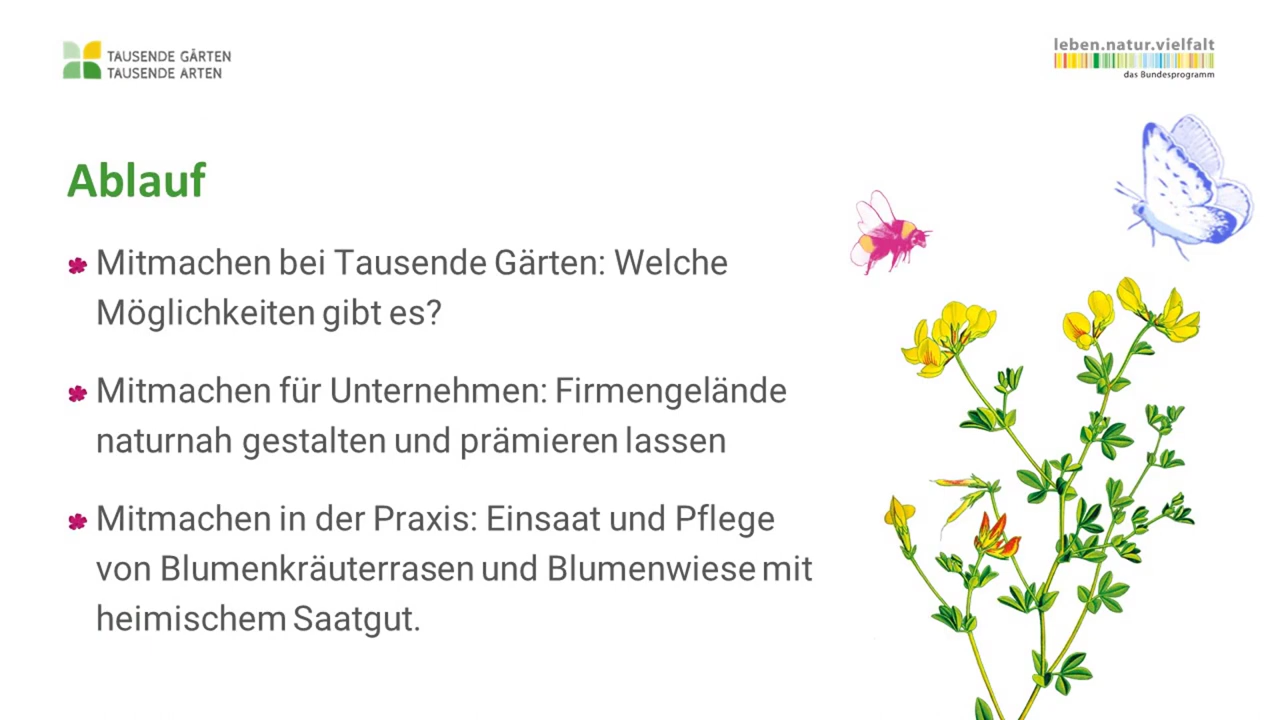 TAUSENDE GÄRTEN
TAUSENDE ARTEN
leben.natur.vielfalt
das Bundesprogramm
Ablauf
Mitmachen bei Tausende Gärten: Welche
Möglichkeiten gibt es?
Mitmachen für Unternehmen: Firmengelände
naturnah gestalten und prämieren lassen
Mitmachen in der Praxis: Einsaat und Pflege
von Blumenkräuterrasen und Blumenwiese mit
heimischem Saatgut.